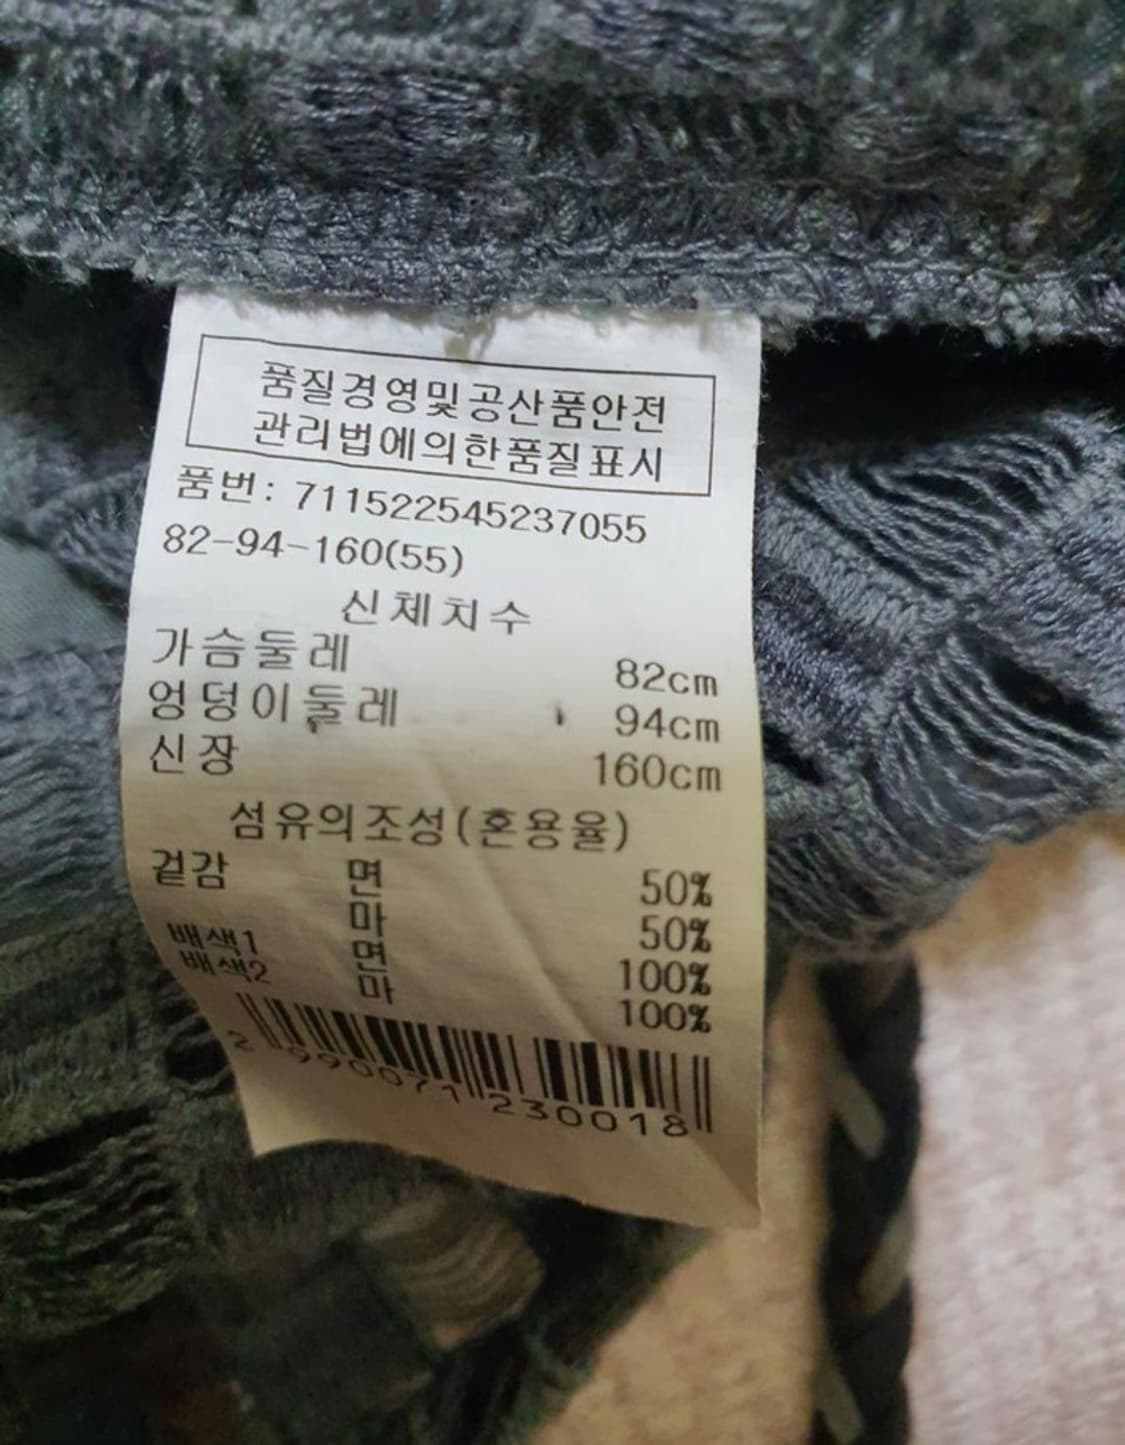 품질경영및공산품안전
관리법에의한품질표시
품번: 711522545237055
82-94-160(55)
신체치수
가슴둘레 82cm
엉덩이둘레 94cm
신장 160cm
섬유의조성(혼용율)
겉감 면 50%
마 50%
배색1 면 100%
배색2 마 100%
2 990071 230018